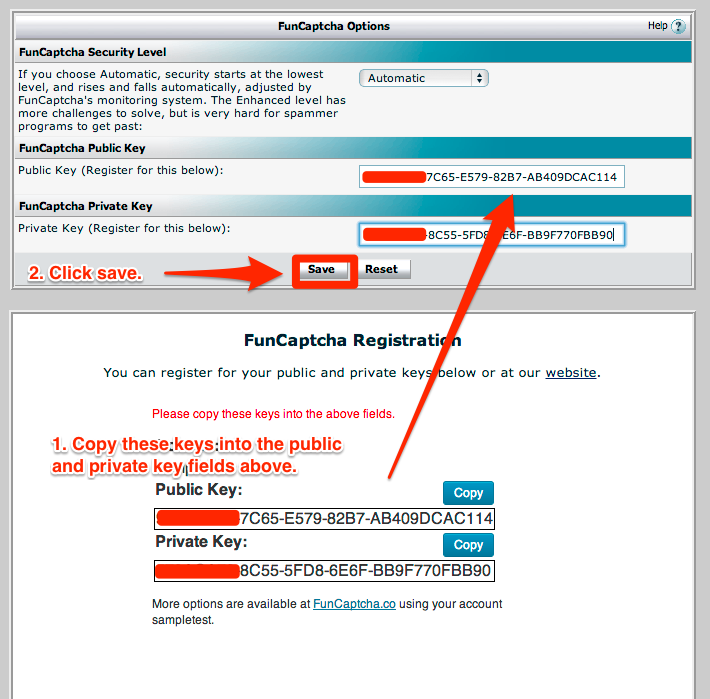 FunCaptcha Options
Help ?
FunCaptcha Security Level
If you choose Automatic, security starts at the lowest
level, and rises and falls automatically, adjusted by
FunCaptcha's monitoring system. The Enhanced level has
more challenges to solve, but is very hard for spammer
programs to get past:
Automatic
FunCaptcha Public Key
Public Key (Register for this below):
7C65-E579-82B7-AB409DCAC114
FunCaptcha Private Key
Private Key (Register for this below):
8C55-5FD8- E6F-BB9F770FBB90
2. Click save.
Save
Reset
FunCaptcha Registration
You can register for your public and private keys below or at our website.
Please copy these keys into the above fields.
1. Copy these keys into the public
and private key fields above.
Public Key:
Copy
7C65-E579-82B7-AB409DCAC114
Private Key:
Copy
8C55-5FD8-6E6F-BB9F770FBB90
More options are available at FunCaptcha.co using your account
sampletest.